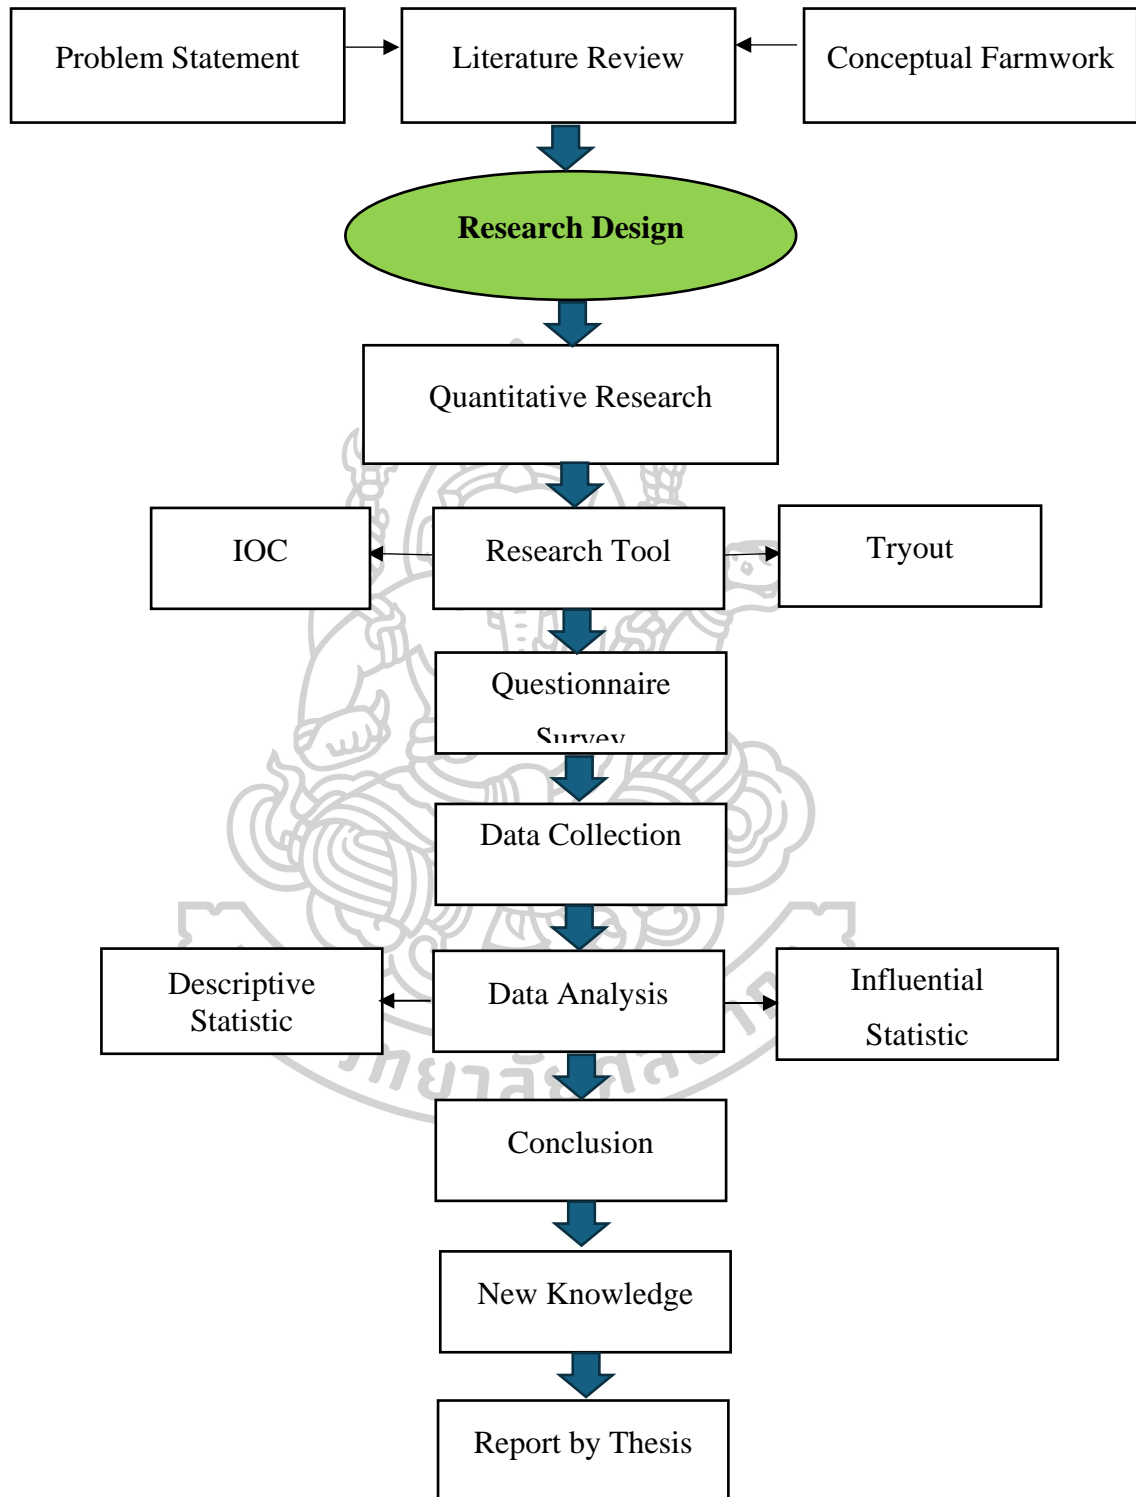 Problem Statement
Literature Review
Conceptual Farmwork
Research Design
Quantitative Research
IOC
Research Tool
Tryout
Questionnaire
Survey
Data Collection
Descriptive
Statistic
Data Analysis
Influential
Statistic
Conclusion
New Knowledge
Report by Thesis